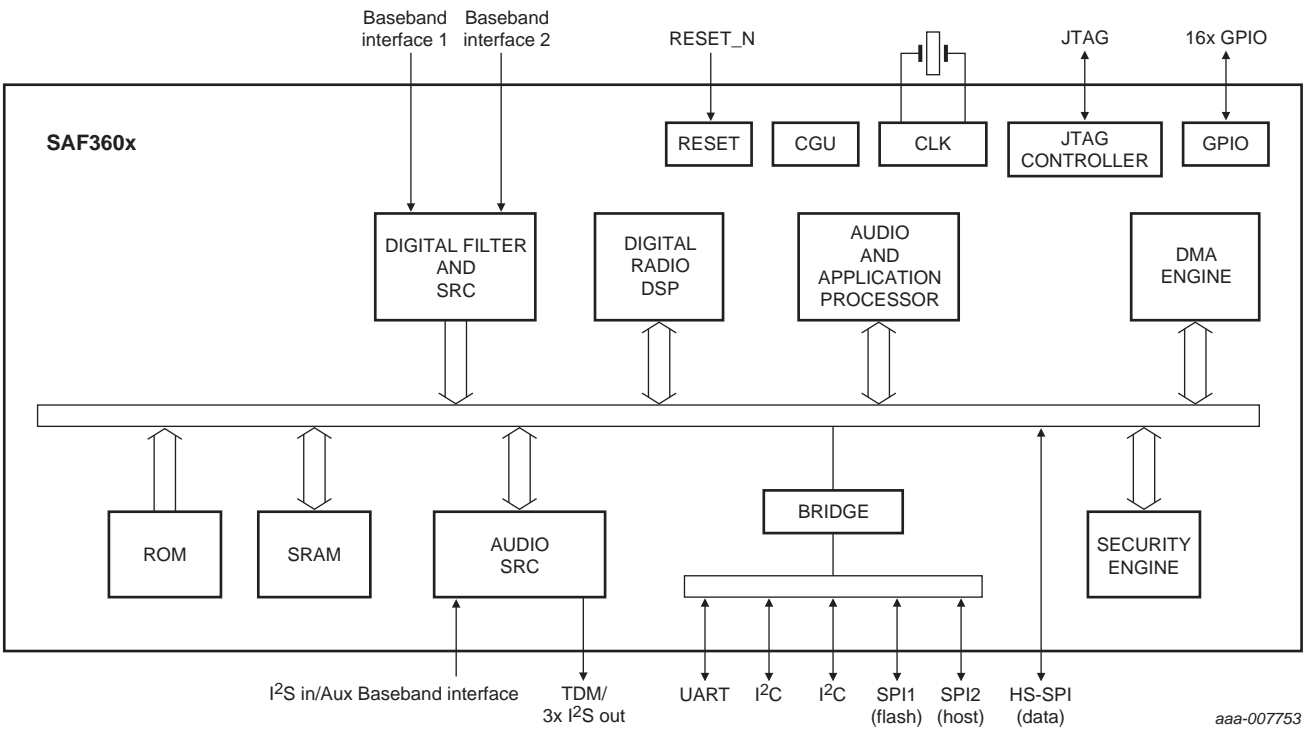 Baseband interface 1
Baseband interface 2
RESET_N
JTAG
16x GPIO
SAF360x
RESET
CGU
CLK
JTAG
CONTROLLER
GPIO
DIGITAL FILTER
AND
SRC
DIGITAL
RADIO
DSP
AUDIO
AND
APPLICATION
PROCESSOR
DMA
ENGINE
BRIDGE
ROM
SRAM
AUDIO
SRC
SECURITY
ENGINE
I2S in/Aux Baseband interface
TDM/
3x I2S out
UART
I2C
I2C
SPI1
(flash)
SPI2
(host)
HS-SPI
(data)
aaa-007753